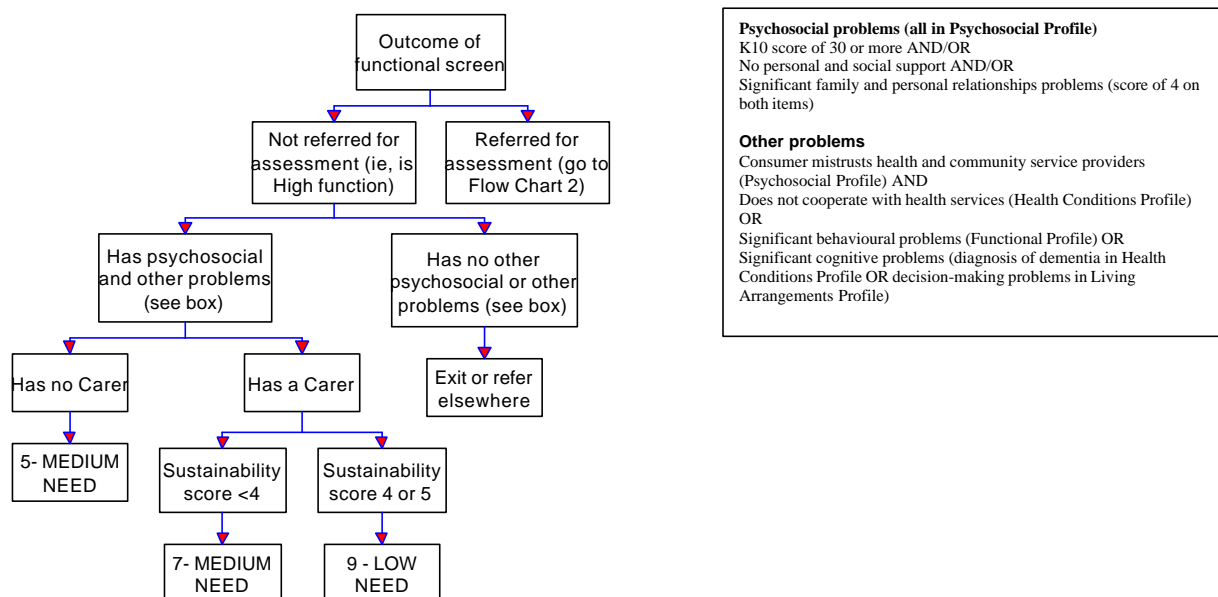 Outcome of
functional screen
Not referred for
assessment (ie, is
High function)
Referred for
assessment (go to
Flow Chart 2)
Has psychosocial
and other problems
(see box)
Has no other
psychosocial or other
problems (see box)
Has no Carer
Has a Carer
Exit or refer
elsewhere
5- MEDIUM
NEED
Sustainability
score <4
Sustainability
score 4 or 5
7- MEDIUM
NEED
9 - LOW
NEED
Psychosocial problems (all in Psychosocial Profile)
K10 score of 30 or more AND/OR
No personal and social support AND/OR
Significant family and personal relationships problems (score of 4 on
both items)
Other problems
Consumer mistrusts health and community service providers
(Psychosocial Profile) AND
Does not cooperate with health services (Health Conditions Profile)
OR
Significant behavioural problems (Functional Profile) OR
Significant cognitive problems (diagnosis of dementia in Health
Conditions Profile OR decision-making problems in Living
Arrangements Profile)